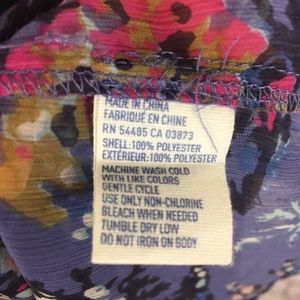 MADE IN CHINA
FABRIQUÉ EN CHINE
RN 54485 CA 03873
SHELL:100% POLYESTER
EXTÉRIEUR:100% POLYESTER
MACHINE WASH COLD
WITH LIKE COLORS
GENTLE CYCLE
USE ONLY NON-CHLORINE
BLEACH WHEN NEEDED
TUMBLE DRY LOW
DO NOT IRON ON BODY